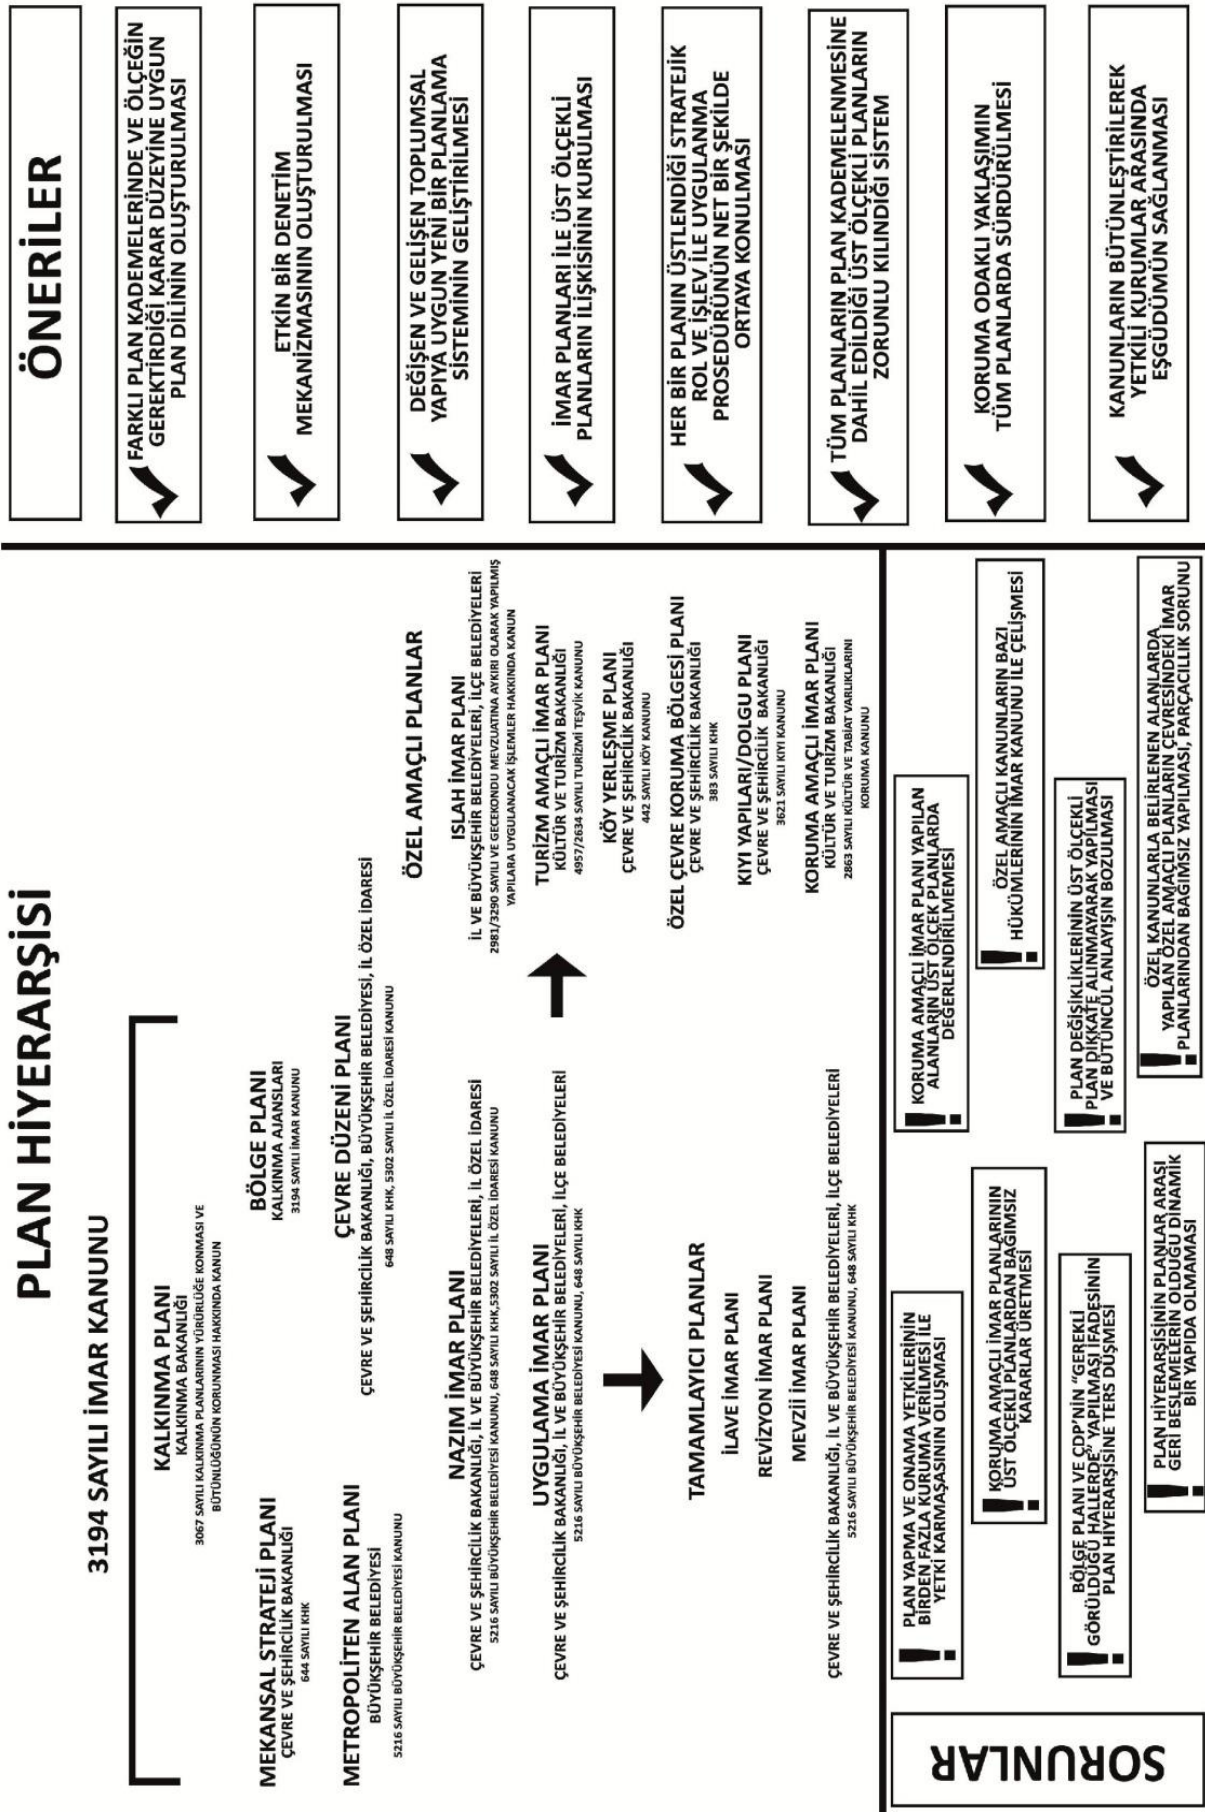 PLAN HİYERARŞİSİ
3194 SAYILI İMAR KANUNU
KALKINMA PLANI
KALKINMA BAKANLIĞI
3067 SAYILI KALKINMA PLANLARININ YÜRÜRLÜĞE KONMASI VE
BÜTÜNLÜĞÜNÜN KORUNMASI HAKKINDA KANUN
MEKANSAL STRATEJİ PLANI
ÇEVRE VE ŞEHİRCİLİK BAKANLIĞI
644 SAYILI KHK
BÖLGE PLANI
KALKINMA AJANSLARI
3194 SAYILI İMAR KANUNU
METROPOLİTEN ALAN PLANI
BÜYÜKŞEHİR BELEDİYESİ
5216 SAYILI BÜYÜKŞEHİR BELEDİYESİ KANUNU
ÇEVRE DÜZENİ PLANI
ÇEVRE VE ŞEHİRCİLİK BAKANLIĞI, BÜYÜKŞEHİR BELEDİYESİ, İL ÖZEL İDARESİ
648 SAYILI KHK, 5302 SAYILI İL ÖZEL İDARESİ KANUNU
NAZIM İMAR PLANI
ÇEVRE VE ŞEHİRCİLİK BAKANLIĞI, İL VE BÜYÜKŞEHİR BELEDİYELERİ, İL ÖZEL İDARESİ
5216 SAYILI BÜYÜKŞEHİR BELEDİYESİ KANUNU, 648 SAYILI KHK,5302 SAYILI İL ÖZEL İDARESİ KANUNU
UYGULAMA İMAR PLANI
ÇEVRE VE ŞEHİRCİLİK BAKANLIĞI, İL VE BÜYÜKŞEHİR BELEDİYELERİ, İLÇE BELEDİYELERİ
5216 SAYILI BÜYÜKŞEHİR BELEDİYESİ KANUNU, 648 SAYILI KHK
TAMAMLAYICI PLANLAR
İLAVE İMAR PLANI
REVİZYON İMAR PLANI
MEVZİİ İMAR PLANI
ÇEVRE VE ŞEHİRCİLİK BAKANLIĞI, İL VE BÜYÜKŞEHİR BELEDİYELERİ, İLÇE BELEDİYELERİ
5216 SAYILI BÜYÜKŞEHİR BELEDİYESİ KANUNU, 648 SAYILI KHK
ÖZEL AMAÇLI PLANLAR
ISLAH İMAR PLANI
İL VE BÜYÜKŞEHİR BELEDİYELERİ, İLÇE BELEDİYELERİ
2981/3290 SAYILI VE GECEKONDU MEVZUATINA AYKIRI OLARAK YAPILMIŞ
YAPILARA UYGULANACAK İŞLEMLER HAKKINDA KANUN
TURİZM AMAÇLI İMAR PLANI
KÜLTÜR VE TURİZM BAKANLIĞI
4957/2634 SAYILI TURİZMİ TEŞVİK KANUNU
KÖY YERLEŞME PLANI
ÇEVRE VE ŞEHİRCİLİK BAKANLIĞI
442 SAYILI KÖY KANUNU
ÖZEL ÇEVRE KORUMA BÖLGESİ PLANI
ÇEVRE VE ŞEHİRCİLİK BAKANLIĞI
383 SAYILI KHK
KIYI YAPILARI/DOLGU PLANI
ÇEVRE VE ŞEHİRCİLİK BAKANLIĞI
3621 SAYILI KIYI KANUNU
KORUMA AMAÇLI İMAR PLANI
KÜLTÜR VE TURİZM BAKANLIĞI
2863 SAYILI KÜLTÜR VE TABİAT VARLIKLARINI
KORUMA KANUNU
ÖNERİLER
FARKLI PLAN KADEMELERİNDE VE ÖLÇEĞİN
GEREKTİRDİĞİ KARAR DÜZEYİNE UYGUN
PLAN DİLİNİN OLUŞTURULMASI
ETKİN BİR DENETİM
MEKANİZMASININ OLUŞTURULMASI
DEĞİŞEN VE GELİŞEN TOPLUMSAL
YAPIYA UYGUN YENİ BİR PLANLAMA
SİSTEMİNİN GELİŞTİRİLMESİ
İMAR PLANLARI İLE ÜST ÖLÇEKLİ
PLANLARIN İLİŞKİSİNİN KURULMASI
HER BİR PLANIN ÜSTLENDİĞİ STRATEJİK
ROL VE İŞLEV İLE UYGULANMA
PROSEDÜRÜNÜN NET BİR ŞEKİLDE
ORTAYA KONULMASI
TÜM PLANLARIN PLAN KADEMELENMESİNE
DAHİL EDİLDİĞİ ÜST ÖLÇEKLİ PLANLARIN
ZORUNLU KILINDIĞI SİSTEM
KORUMA ODAKLI YAKLAŞIMIN
TÜM PLANLARDA SÜRDÜRÜLMESİ
KANUNLARIN BÜTÜNLEŞTİRİLEREK
YETKİLİ KURUMLAR ARASINDA
EŞGÜDÜMÜN SAĞLANMASI
SORUNLAR
PLAN YAPMA VE ONAMA YETKİLERİNİN
BİRDEN FAZLA KURUMA VERİLMESİ İLE
YETKİ KARMAŞASININ OLUŞMASI
KORUMA AMAÇLI İMAR PLANI YAPILAN
ALANLARIN ÜST ÖLÇEK PLANLARDA
DEĞERLENDİRİLMEMESİ
KORUMA AMAÇLI İMAR PLANLARININ
ÜST ÖLÇEKLİ PLANLARDAN BAĞIMSIZ
KARARLAR ÜRETMESİ
ÖZEL AMAÇLI KANUNLARIN BAZI
HÜKÜMLERİNİN İMAR KANUNU İLE ÇELİŞMESİ
BÖLGE PLANI VE ÇDP'NİN "GEREKLİ
GÖRÜLDÜĞÜ HALLERDE" YAPILMASI İFADESİNİN
PLAN HİYERARŞİSİNE TERS DÜŞMESİ
PLAN DEĞİŞİKLİKLERİNİN ÜST ÖLÇEKLİ
PLAN DİKKATE ALINMAYARAK YAPILMASI
VE BÜTÜNCÜL ANLAYIŞIN BOZULMASI
PLAN HİYERARŞİSİNİN PLANLAR ARASI
GERİ BESLEMELERİN OLDUĞU DİNAMİK
BİR YAPIDA OLMAMASI
ÖZEL KANUNLARLA BELİRLENEN ALANLARDA
YAPILAN ÖZEL AMAÇLI PLANLARIN ÇEVRESİNDEKİ İMAR
PLANLARINDAN BAĞIMSIZ YAPILMASI, PARÇACILLIK SORUNU